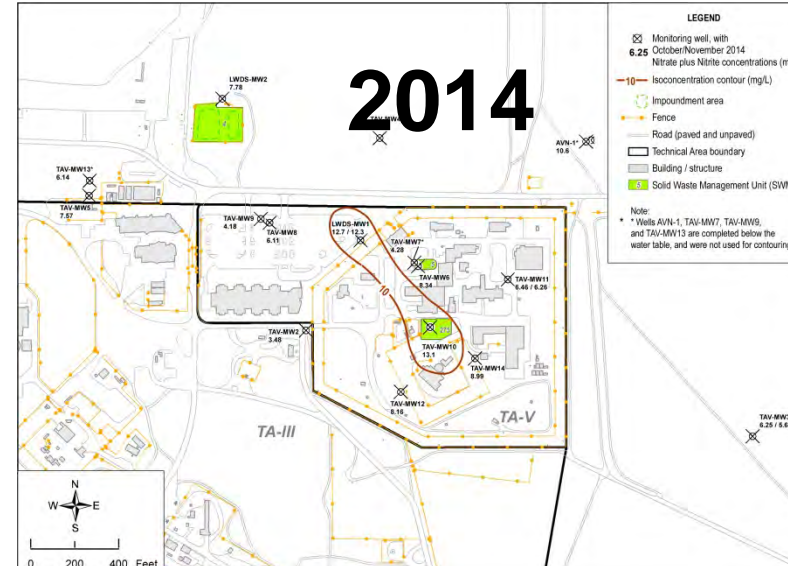 2014
LEGEND
Monitoring well, with
6.25 October/November 2014
Nitrate plus Nitrite concentrations
10 Isoconcentration contour (mg/L)
Impoundment area
Fence
Road (paved and unpaved)
Technical Area boundary
Building / structure
Solid Waste Management Unit
Note:
* * Wells AVN-1, TAV-MW7, TAV-MW9,
and TAV-MW13 are completed below the
water table, and were not used for contouring
LWDS-MW2
7.78
AVN-1*
10.6
TAV-MW13*
6.14
TAV-MW5
7.57
TAV-MW9
4.18
TAV-MW8
6.11
LWDS-MW1
12.7 / 12.3
TAV-MW7*
4.28
TAV-MW6
8.34
TAV-MW11
6.46 / 6.26
10
TAV-MW2
3.48
TAV-MW10
13.1
TAV-MW14
8.99
TAV-MW12
8.16
TA-III
TA-V
6.25 /
N
W E
S
0 200 400 Feet